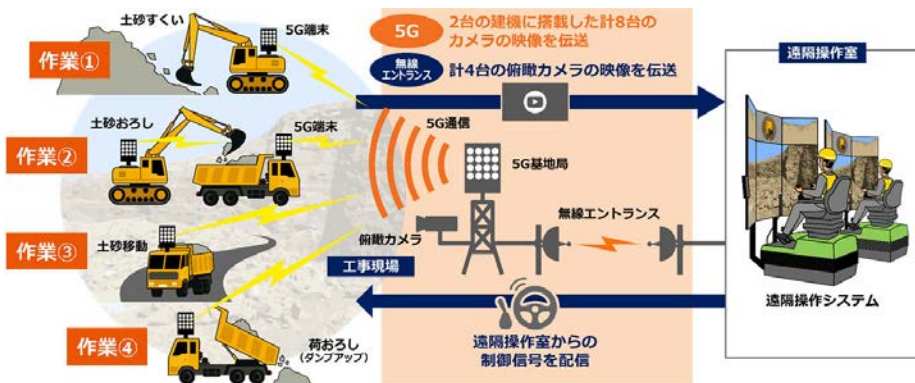 土砂すくい
5G端末
作業①
5G
2台の建機に搭載した計8台の
カメラの映像を伝送
無線
エントランス
計4台の俯瞰カメラの映像を伝送
遠隔操作室
土砂おろし
5G端末
作業②
5G通信
5G基地局
無線エントランス
作業③
土砂移動
俯瞰カメラ
工事現場
遠隔操作システム
作業④
荷おろし
(ダンプアップ)
遠隔操作室からの
制御信号を配信